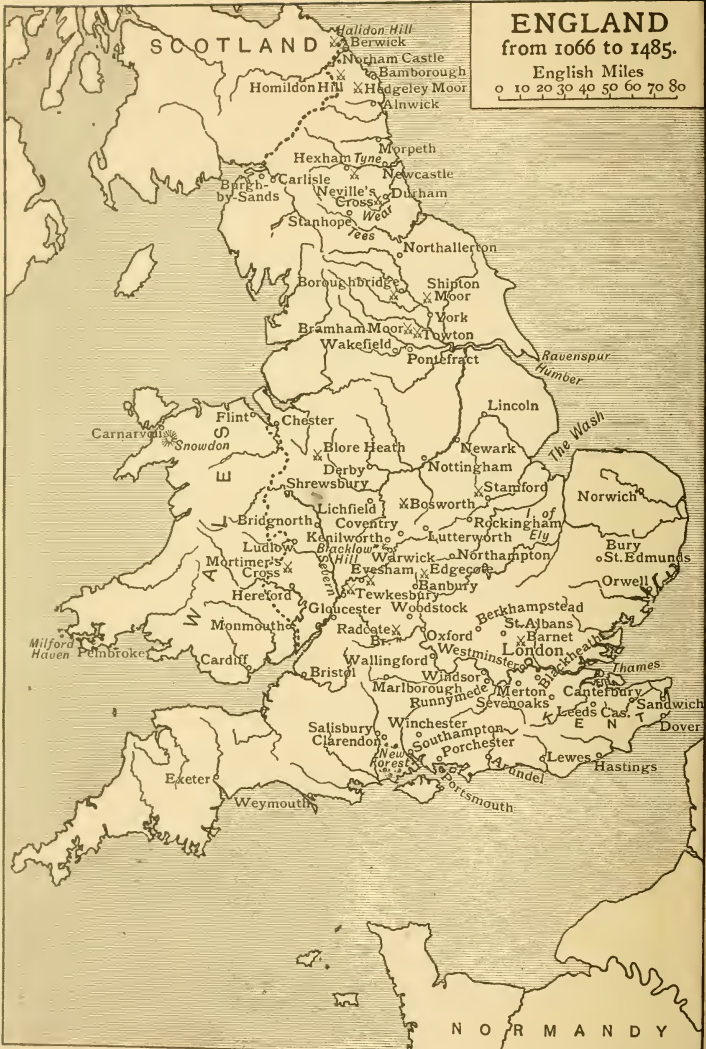 ENGLAND
from 1066 to 1485.
English Miles
0 10 20 30 40 50 60 70 80
SCOTLAND
Halidon Hill
Berwick
Norham Castle
Bamborough
Homildon Hill
Hedgeley Moor
Alnwick
Morpeth
Hexham
Tyne
Newcastle
Burgh-
by-Sands
Carlisle
Neville's
Cross
Durham
Wear
Stanhope
Tees
Northallerton
Boroughbridge
Shipton
Moor
York
Bramham Moor
Towton
Wakefield
Pontefract
Ravenspur
Humber
Lincoln
Flint
Chester
Carnarvon
Snowdon
The Wash
Blore Heath
Newark
Derby
Nottingham
Shrewsbury
Stamford
Norwich
Lichfield
Bosworth
WALES
Bridgnorth
Coventry
Rockingham
I. of
Ely
Kenilworth
Lutterworth
Ludlow
Blacklow
Hill
Warwick
Northampton
Bury
St. Edmunds
Mortimer's
Cross
Severn
Evesham
Edgecote
Banbury
Orwell
Hereford
Tewkesbury
Gloucester
Woodstock
Berkhampstead
Monmouth
St. Albans
Radcote
Br.
Oxford
Barnet
Milford
Haven
Pembroke
Westminster
London
Blackheath
Wallingford
Cardiff
Windsor
Thames
Bristol
Marlborough
Runnymede
Merton
Canterbury
Sevenoaks
Leeds Cas.
Sandwich
KENT
Dover
Salisbury
Winchester
Clarendon
Southampton
New
Forest
Porchester
Lewes
Hastings
Arundel
Exeter
Portsmouth
Weymouth
NORMANDY